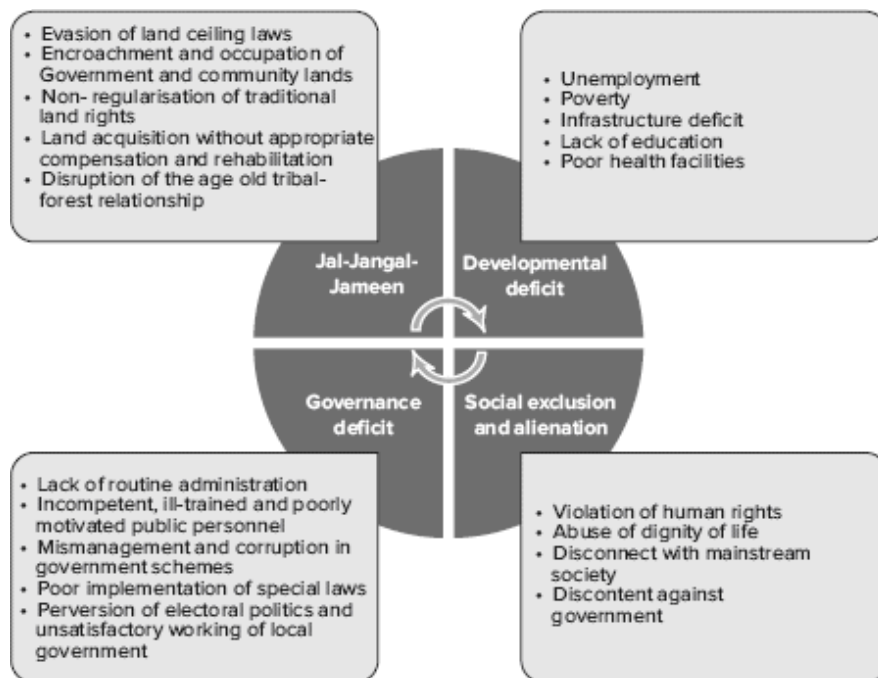 • Evasion of land ceiling laws
• Encroachment and occupation of
Government and community lands
• Non- regularisation of traditional
land rights
• Land acquisition without appropriate
compensation and rehabilitation
• Disruption of the age old tribal-
forest relationship
• Unemployment
• Poverty
• Infrastructure deficit
• Lack of education
• Poor health facilities
Jal-Jangal-
Jameen
Developmental
deficit
Governance
deficit
Social exclusion
and alienation
• Lack of routine administration
• Incompetent, ill-trained and poorly
motivated public personnel
• Mismanagement and corruption in
government schemes
• Poor implementation of special laws
• Perversion of electoral politics and
unsatisfactory working of local
government
• Violation of human rights
• Abuse of dignity of life
• Disconnect with mainstream
society
• Discontent against
government